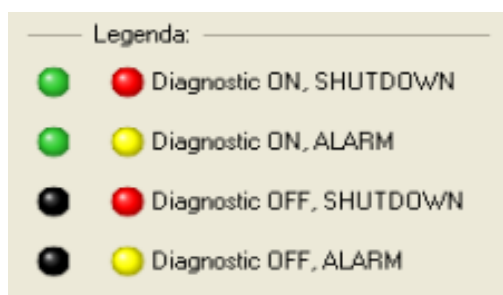 Legenda:
Diagnostic ON, SHUTDOWN
Diagnostic ON, ALARM
Diagnostic OFF, SHUTDOWN
Diagnostic OFF, ALARM